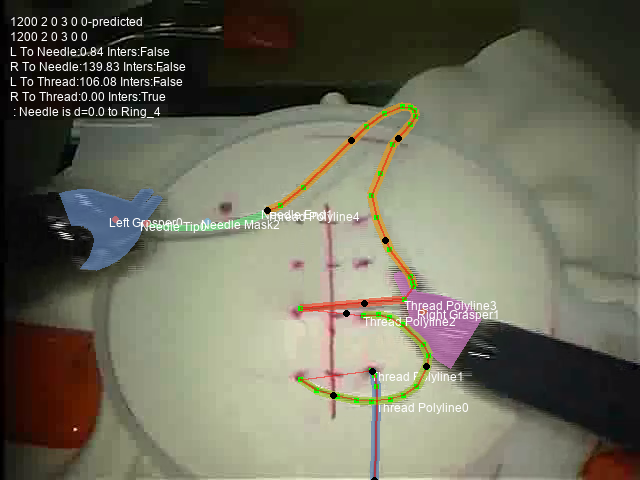 1200 2 0 3 0 0-predicted
1200 2 0 3 0 0
L To Needle:0.84 Inters:False
R To Needle:139.83 Inters:False
L To Thread:106.08 Inters:False
R To Thread:0.00 Inters:True
: Needle is d=0.0 to Ring_4
Needle End1
Thread Polyline4
Left Grasper0
Needle Tip0
Needle Mask2
Thread Polyline3
Right Grasper1
Thread Polyline2
Thread Polyline1
Thread Polyline0